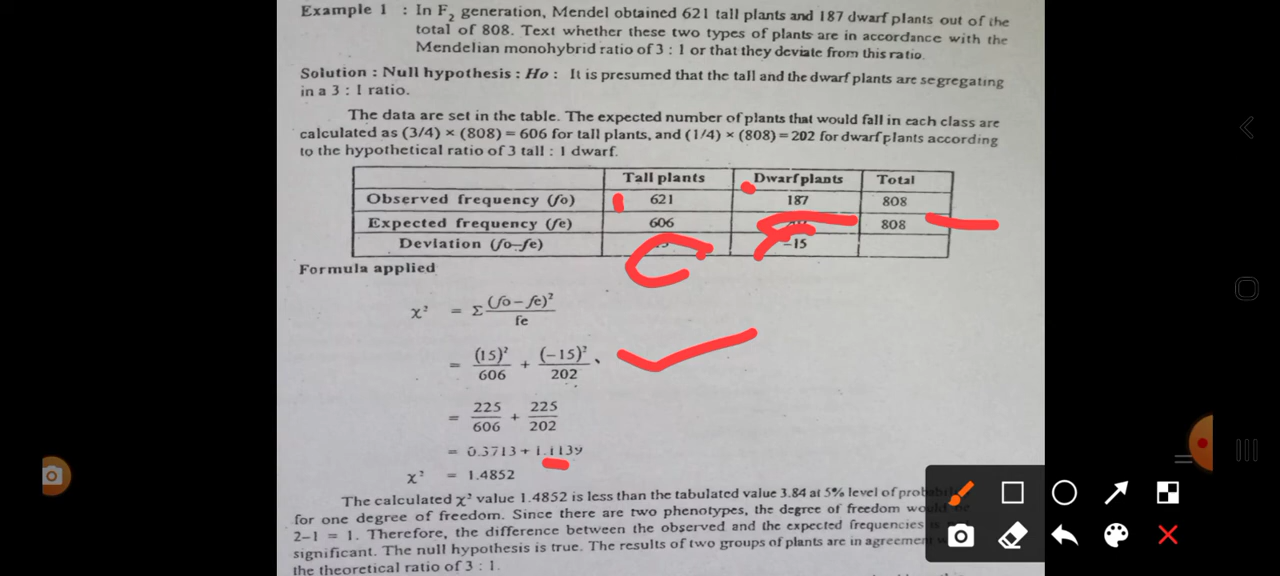 Example 1 : In F2 generation, Mendel obtained 621 tall plants and 187 dwarf plants out of the
total of 808. Text whether these two types of plants are in accordance with the
Mendelian monohybrid ratio of 3 : 1 or that they deviate from this ratio.
Solution : Null hypothesis : Ho : It is presumed that the tall and the dwarf plants are segregating
in a 3 : 1 ratio.
The data are set in the table. The expected number of plants that would fall in each class are
calculated as (3/4) × (808) = 606 for tall plants, and (1/4) × (808) = 202 for dwarf plants according
to the hypothetical ratio of 3 tall : 1 dwarf.
Tall plants Dwarf plants Total
Observed frequency (fo) 621 187 808
Expected frequency (fe) 606 808
Deviation (fo–fe) –15
Formula applied
χ² = Σ (fo – fe)² / fe
= (15)² / 606 + (–15)² / 202
= 225 / 606 + 225 / 202
= 0.3713 + 1.1139
χ² = 1.4852
The calculated χ² value 1.4852 is less than the tabulated value 3.84 at 5% level of
for one degree of freedom. Since there are two phenotypes, the degree of freedom
2–1 = 1. Therefore, the difference between the observed and the expected frequencies
significant. The null hypothesis is true. The results of two groups of plants are in
the theoretical ratio of 3 : 1.